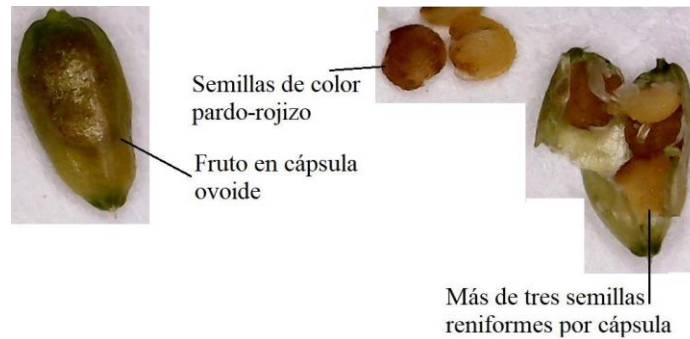 Semillas de color
pardo-rojizo
Fruto en cápsula
ovoide
Más de tres semillas
reniformes por cápsula